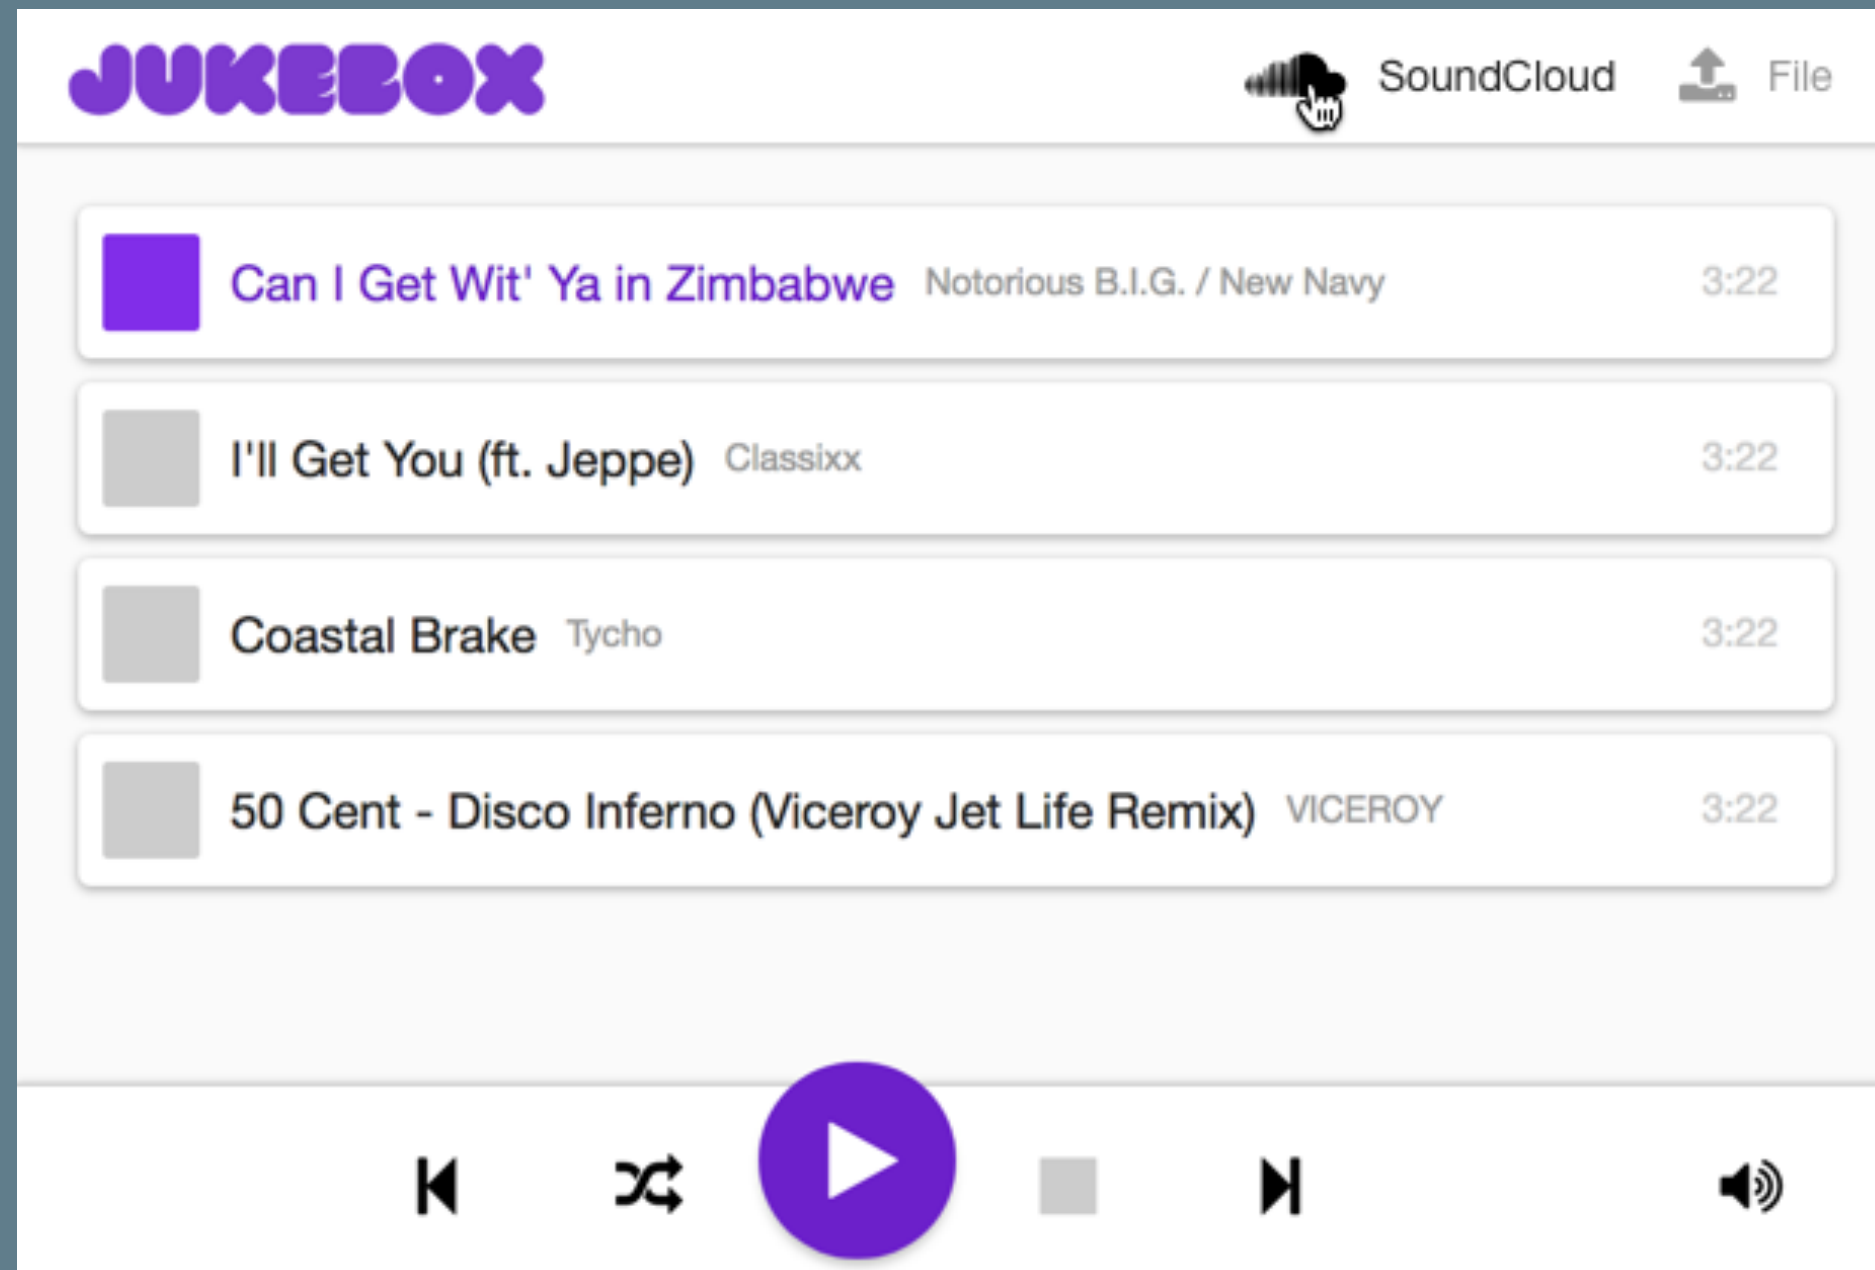 JUKEBOX SoundCloud File
Can I Get Wit' Ya in Zimbabwe Notorious B.I.G. / New Navy 3:22
I'll Get You (ft. Jeppe) Classixx 3:22
Coastal Brake Tycho 3:22
50 Cent - Disco Inferno (Viceroy Jet Life Remix) VICEROY 3:22